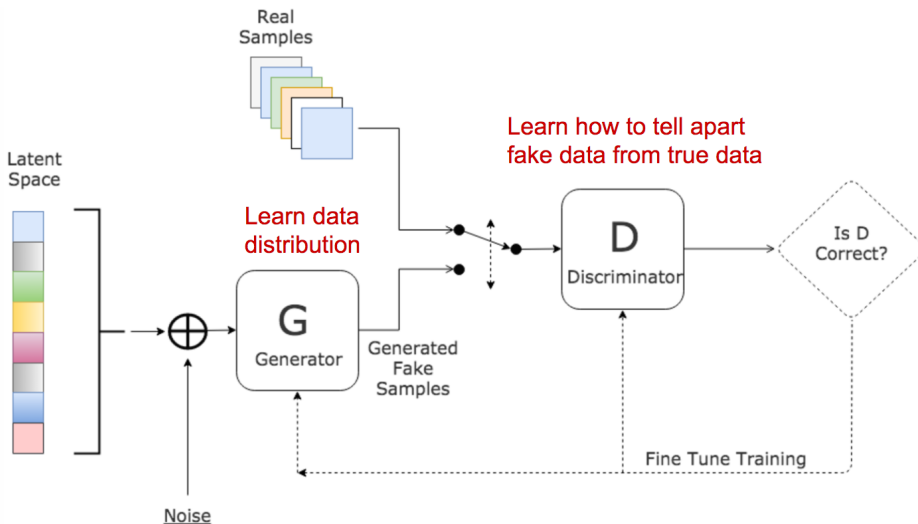 Real
Samples
Learn how to tell apart
fake data from true data
Latent
Space
Learn data
distribution
D
Discriminator
Is D
Correct?
G
Generator
Generated
Fake
Samples
Fine Tune Training
Noise